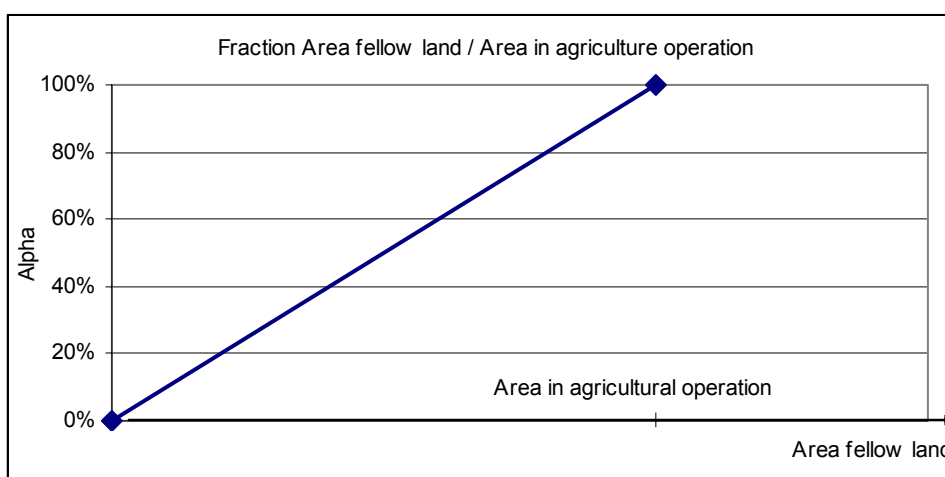 Fraction Area fellow land / Area in agriculture operation
100%
80%
60%
40%
20%
0%
Alpha
Area in agricultural operation
Area fellow land